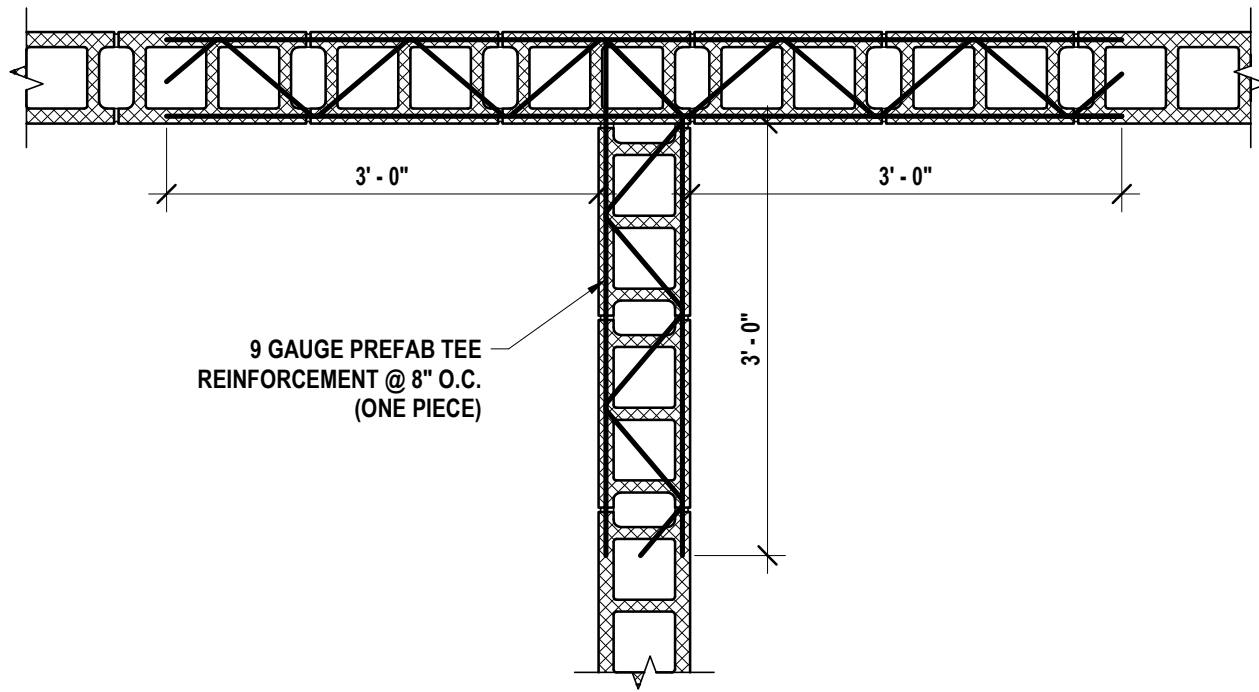 3' - 0"
3' - 0"
3' - 0"
9 GAUGE PREFAB TEE
REINFORCEMENT @ 8" O.C.
(ONE PIECE)